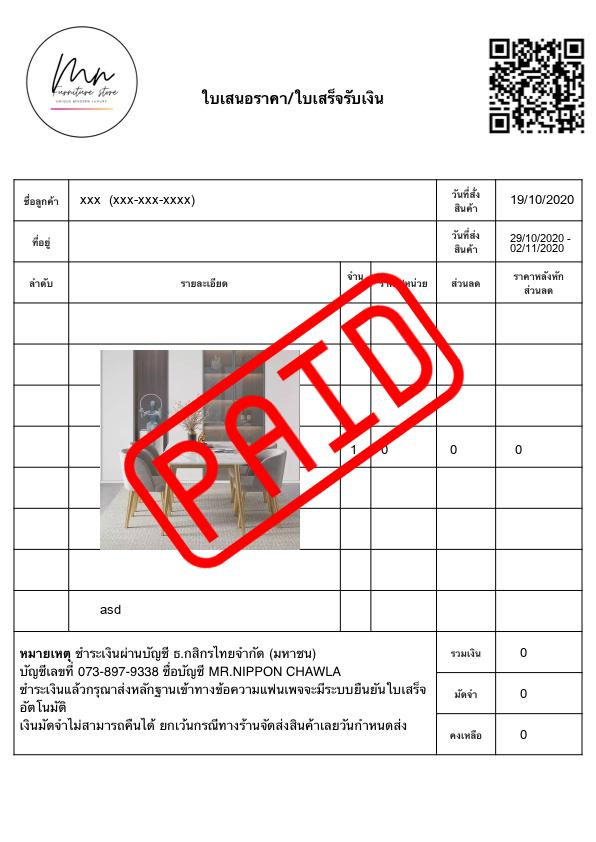 Mn
Furniture store
UNIQUE MODERN LUXURY
ใบเสนอราคา/ใบเสร็จรับเงิน
ชื่อลูกค้า xxx (xxx-xxx-xxxx) วันที่สั่ง
สินค้า 19/10/2020
ที่อยู่ วันที่ส่ง
สินค้า 29/10/2020 -
02/11/2020
ลำดับ รายละเอียด ส่วนลด ราคาหลังหัก
ส่วนลด
PAID
1 0 0 0
asd
หมายเหตุ ชำระเงินผ่านบัญชี ธ.กสิกรไทยจำกัด (มหาชน)
บัญชีเลขที่ 073-897-9338 ชื่อบัญชี MR.NIPPON CHAWLA
ชำระเงินแล้วกรุณาส่งหลักฐานเข้าทางข้อความแฟนเพจจะมีระบบยืนยันใบเสร็จ
อัตโนมัติ
เงินมัดจำไม่สามารถคืนได้ ยกเว้นกรณีทางร้านจัดส่งสินค้าเลยวันกำหนดส่ง
รวมเงิน 0
มัดจำ 0
คงเหลือ 0